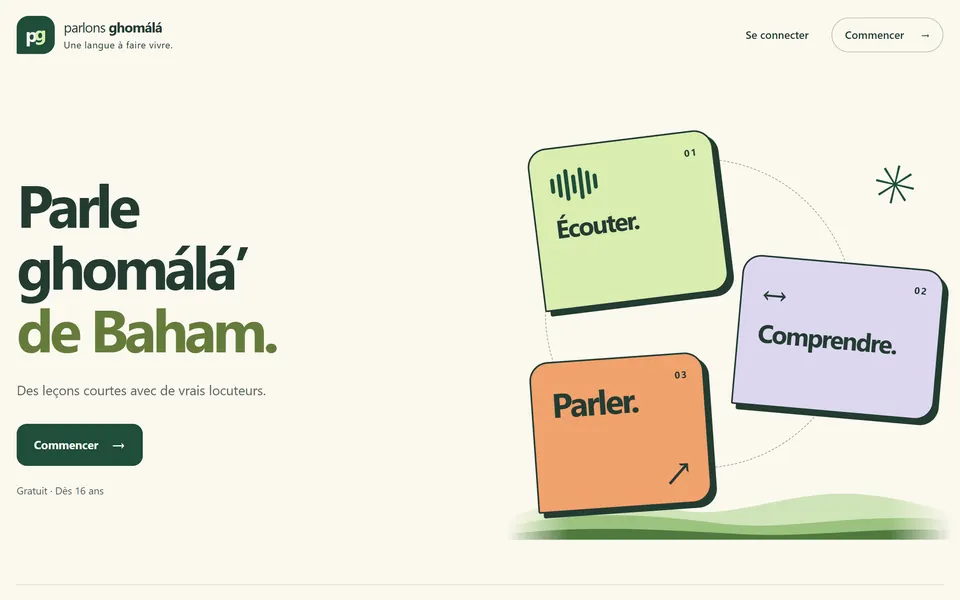 pg
parlons ghomálá
Une langue à faire vivre.
Se connecter
Commencer →
Parle
ghomálá’
de Baham.
Des leçons courtes avec de vrais locuteurs.
Commencer →
Gratuit · Dès 16 ans
01
Écouter.
02
Comprendre.
03
Parler.